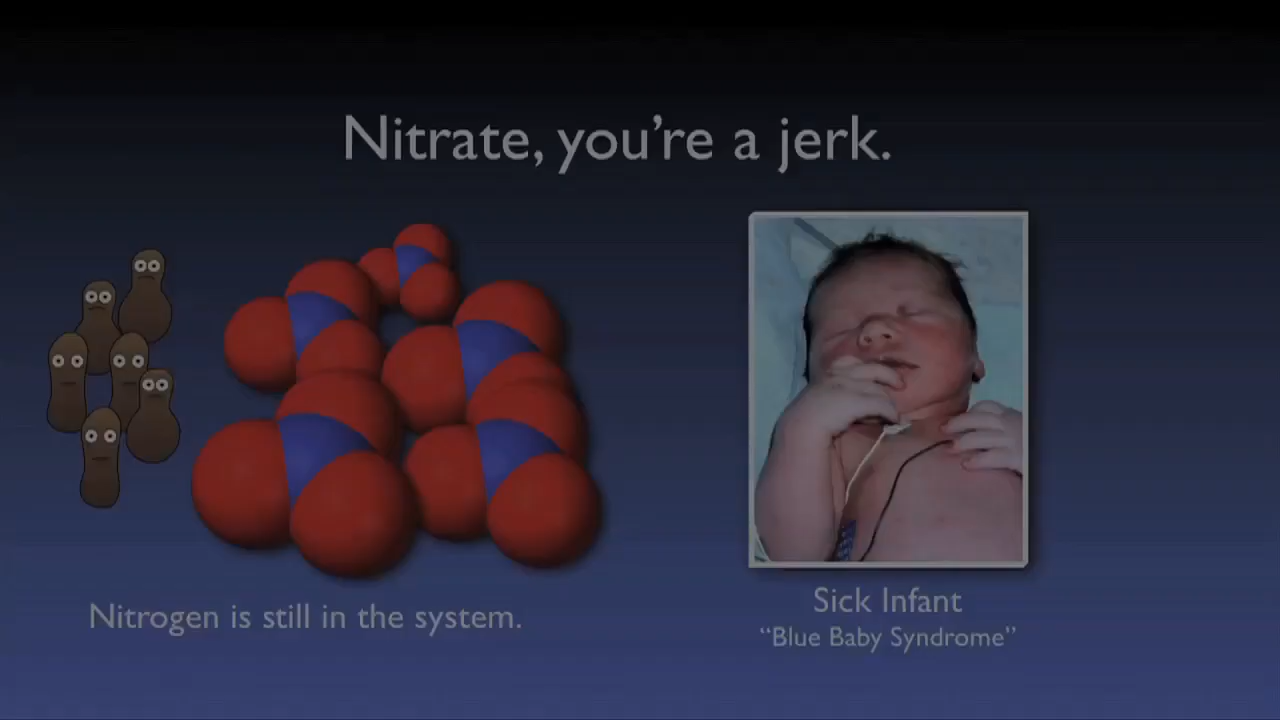 Nitrate, you're a jerk.
Nitrogen is still in the system.
Sick Infant
“Blue Baby Syndrome”